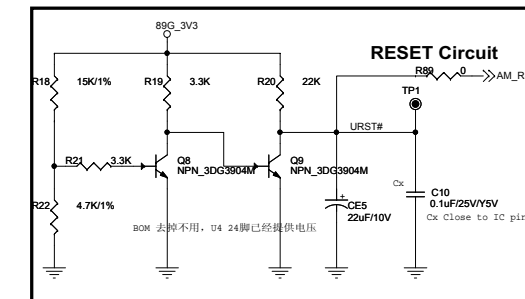 89G_3V3
RESET Circuit
R18 15K/1%
R19 3.3K
R20 22K
R89 0
AM_R
TP1
URST#
R21 3.3K
Q8
NPN_3DG3904M
Q9
NPN_3DG3904M
Cx
R22 4.7K/1%
+
CE5
22uF/10V
C10
0.1uF/25V/Y5V
Cx Close to IC pin
BOM 去掉不用，U4 24脚已经提供电压